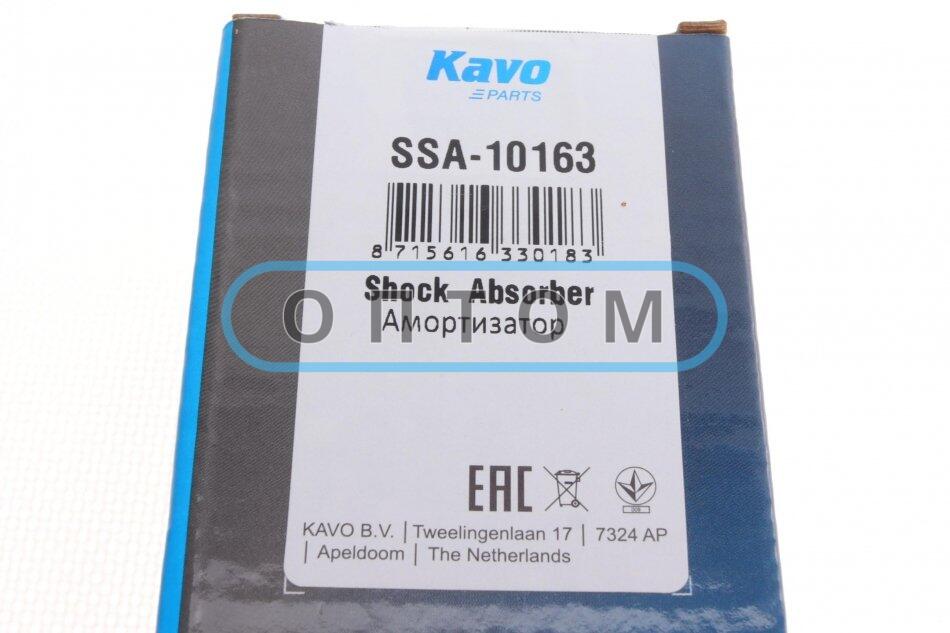 Kavo
PARTS
SSA-10163
8 715616 330183
Shock Absorber
ОПТОМ
Амортизатор
EAC
009
KAVO B.V. | Tweelingenlaan 17 | 7324 AP
| Apeldoom | The Netherlands